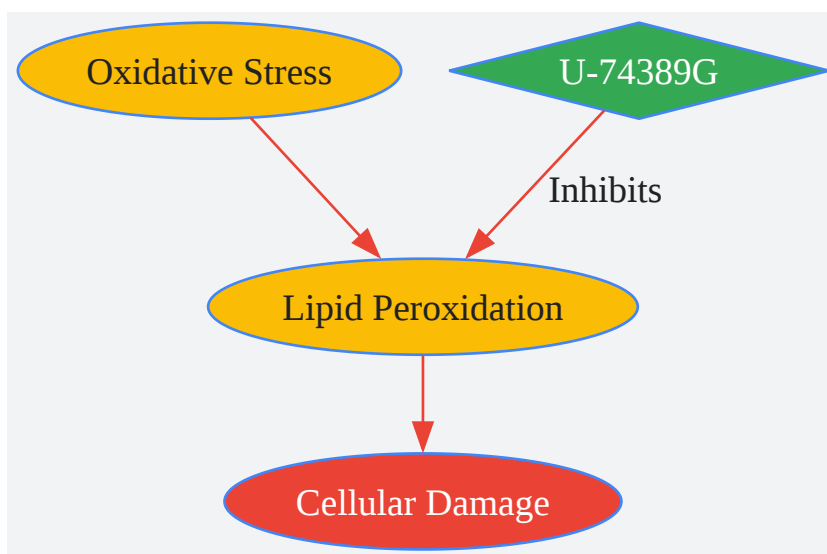 Oxidative Stress
U-74389G
Inhibits
Lipid Peroxidation
Cellular Damage